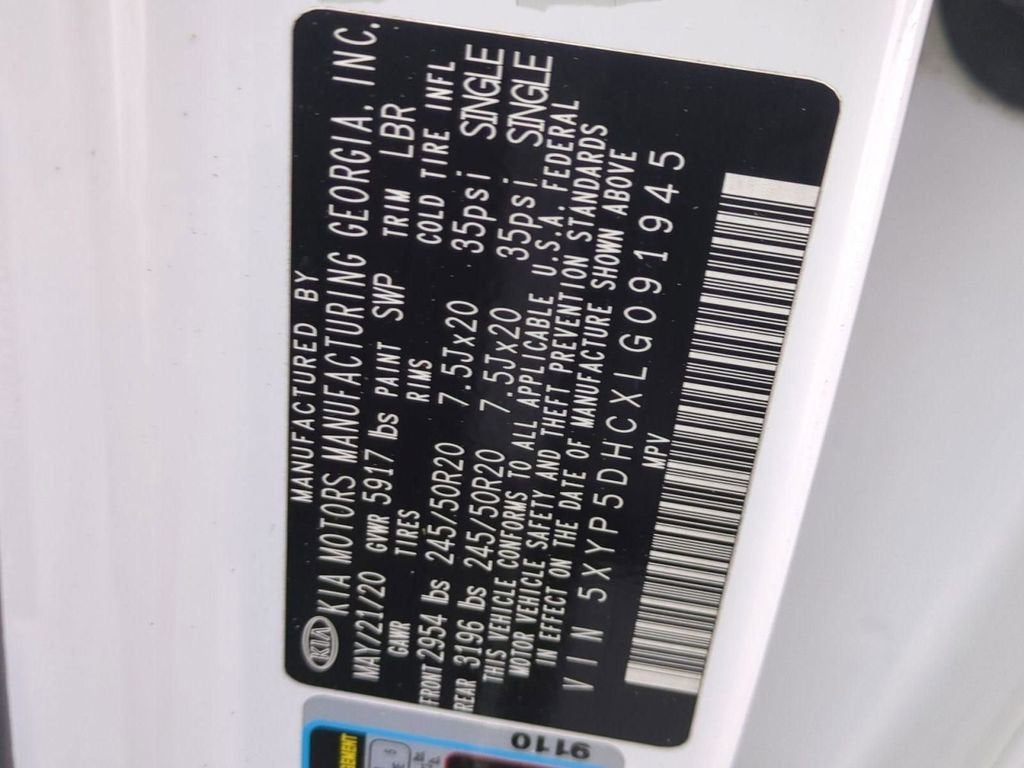 MANUFACTURED BY
KIA KIA MOTORS MANUFACTURING GEORGIA. INC.
MAY/21/20 GVWR 5917 lbs PAINT SWP TRIM LBR
GAWR TIRES RIMS COLD TIRE INFL
FRONT 2954 lbs 245/50R20 7.5Jx20 35psi SINGLE
REAR 3196 lbs 245/50R20 7.5Jx20 35psi SINGLE
THIS VEHICLE CONFORMS TO ALL APPLICABLE U.S.A. FEDERAL
MOTOR VEHICLE SAFETY AND THEFT PREVENTION STANDARDS
IN EFFECT ON THE DATE OF MANUFACTURE SHOWN ABOVE
VIN 5XYP5DHCXLG091945
MPV
9110